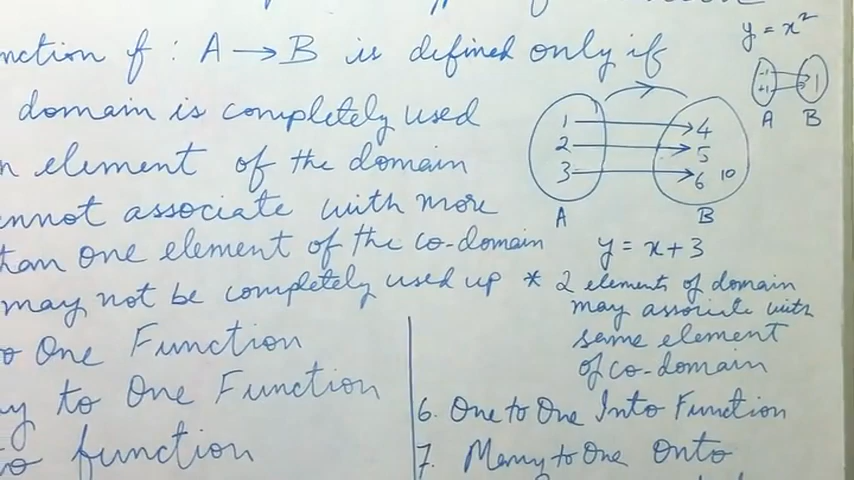 y = x²
nction f : A → B is defined only if
domain is completely used
n element of the domain
nnot associate with more
than one element of the co-domain
may not be completely used up
o One Function
y to One Function
o function
-1
+1
1
A B
1 4
2 5
3 6 10
A B
y = x + 3
* 2 elements of domain
may associate with
same element
of co-domain
6. One to One Into Function
7. Many to One Onto